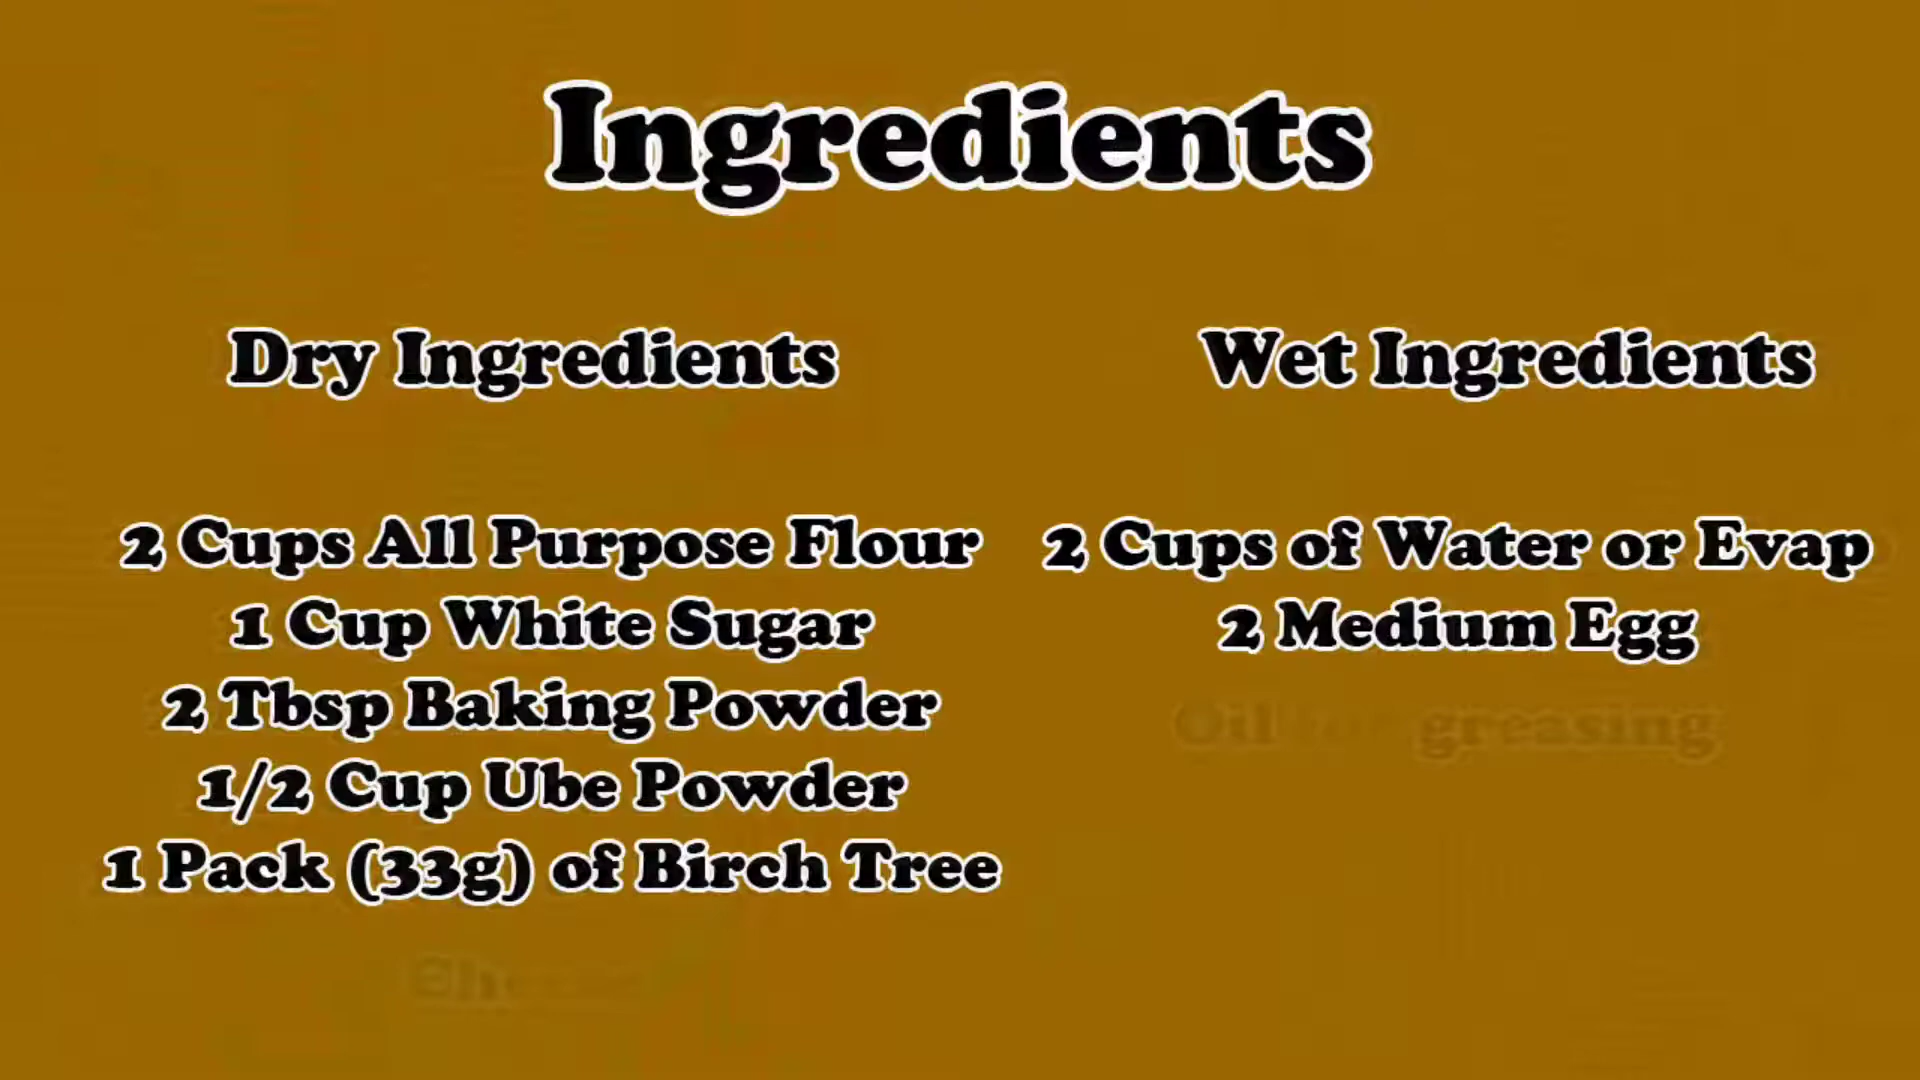 Ingredients
Dry Ingredients
2 Cups All Purpose Flour
1 Cup White Sugar
2 Tbsp Baking Powder
1/2 Cup Ube Powder
1 Pack (33g) of Birch Tree
Wet Ingredients
2 Cups of Water or Evap
2 Medium Egg
Oil greasing